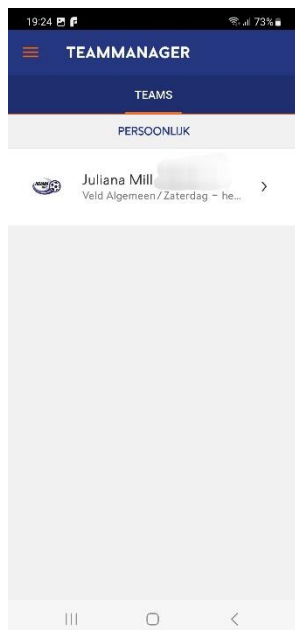 19:24
73%
TEAMMANAGER
TEAMS
PERSOONLIJK
Juliana Mill
Veld Algemeen/Zaterdag - he...